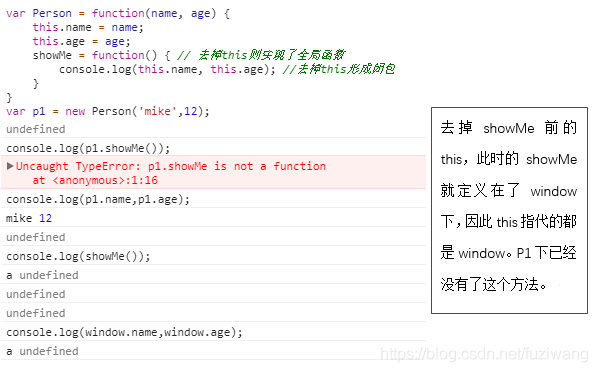 var Person = function(name, age) {
this.name = name;
this.age = age;
showMe = function() { // 去掉this则实现了全局函数
console.log(this.name, this.age); //去掉this形成闭包
}
}
var p1 = new Person('mike',12);
undefined
console.log(p1.showMe());
Uncaught TypeError: p1.showMe is not a function
at <anonymous>:1:16
console.log(p1.name,p1.age);
mike 12
undefined
console.log(showMe());
a undefined
undefined
undefined
console.log(window.name,window.age);
a undefined
去掉 showMe 前的
this，此时的 showMe
就定义在了 window
下，因此 this 指代的都
是 window。P1 下已经
没有了这个方法。
https://blog.csdn.net/fuziwang